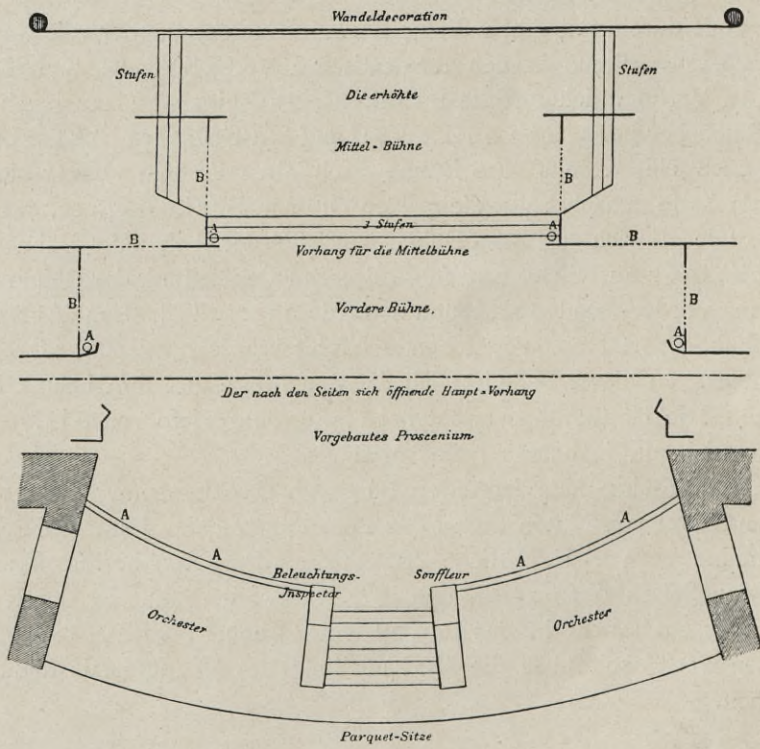 Wandeldecoration
Stufen
Stufen
Die erhöhte
Mittel-Bühne
B
B
A
3 Stufen
A
B
Vorhang für die Mittelbühne
B
B
Vordere Bühne.
B
A
A
Der nach den Seiten sich öffnende Haupt-Vorhang
Vorgebautes Proscenium
A
A
A
A
Beleuchtungs-
Inspector
Souffleur
Orchester
Orchester
Parquet-Sitze